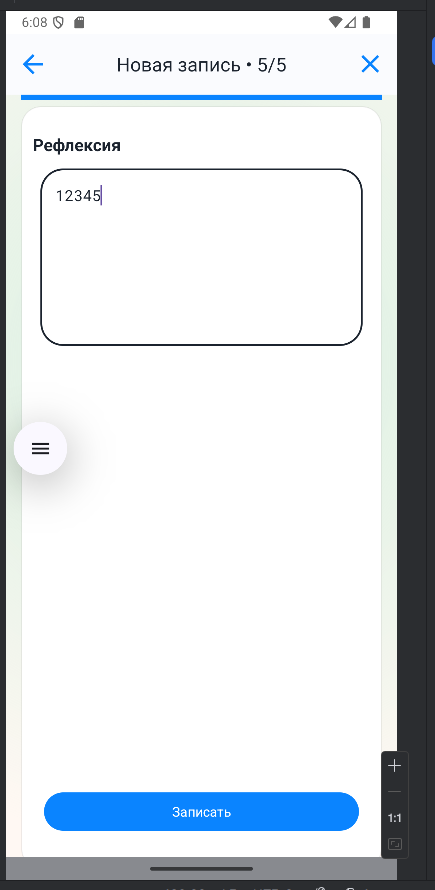 6:08
Новая запись • 5/5
Рефлексия
12345
Записать
1:1